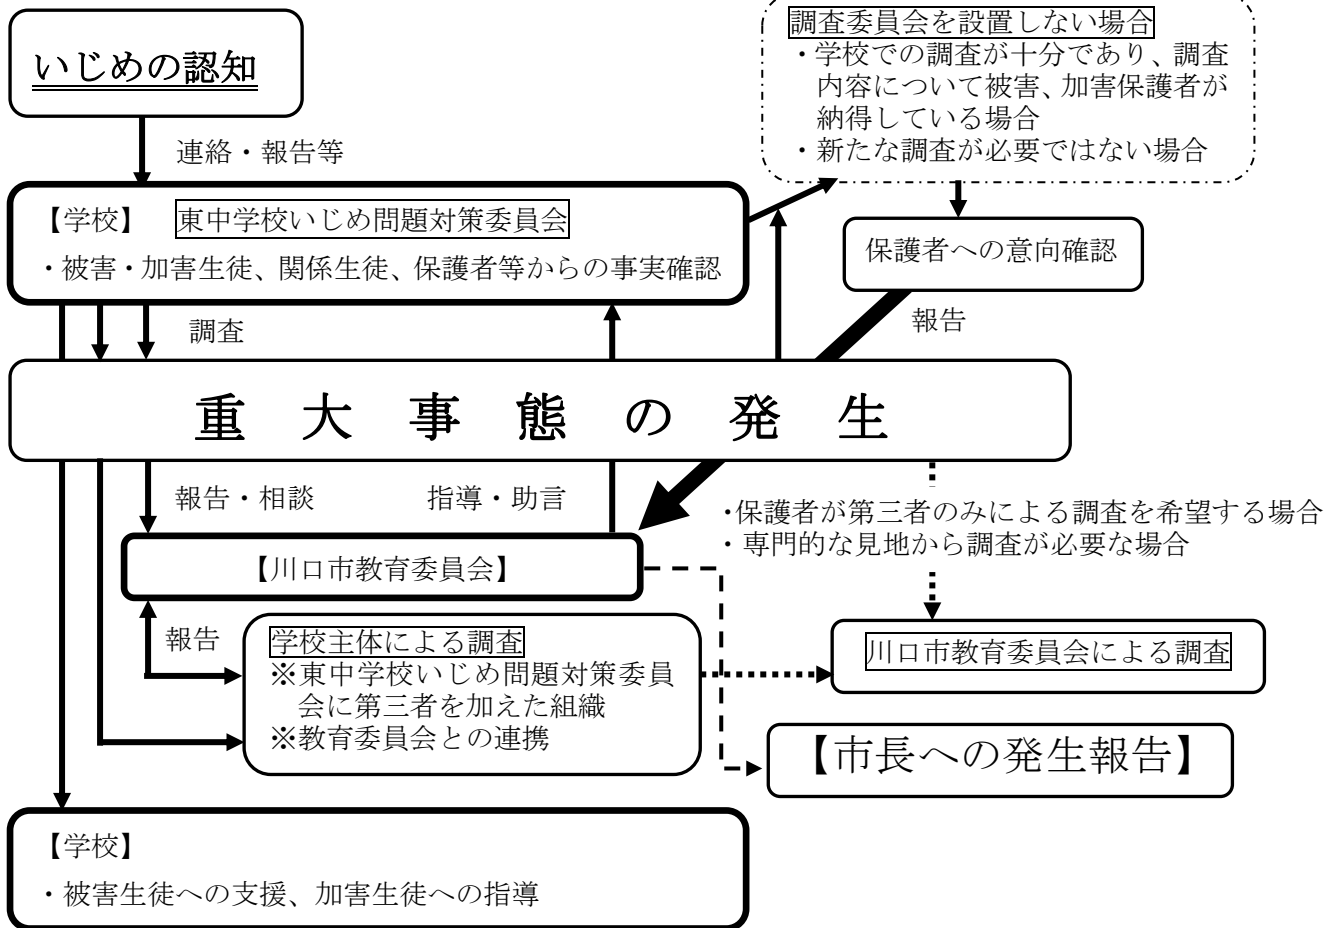 いじめの認知
調査委員会を設置しない場合
・学校での調査が十分であり、調査
内容について被害、加害保護者が
納得している場合
・新たな調査が必要ではない場合
連絡・報告等
【学校】 東中学校いじめ問題対策委員会
・被害・加害生徒、関係生徒、保護者等からの事実確認
保護者への意向確認
調査
報告
重大事態の発生
報告・相談
指導・助言
・保護者が第三者のみによる調査を希望する場合
・専門的な見地から調査が必要な場合
【川口市教育委員会】
報告
学校主体による調査
※東中学校いじめ問題対策委員
会に第三者を加えた組織
※教育委員会との連携
川口市教育委員会による調査
【市長への発生報告】
【学校】
・被害生徒への支援、加害生徒への指導